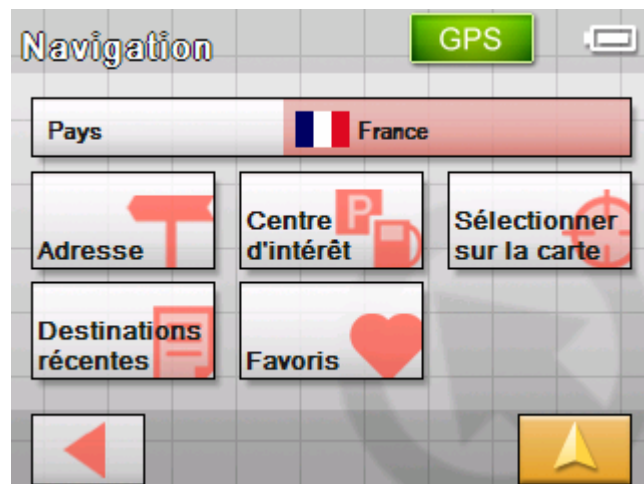 Navigation
GPS
Pays
France
Adresse
Centre
d'intérêt
P
Sélectionner
sur la carte
Destinations
récentes
Favoris